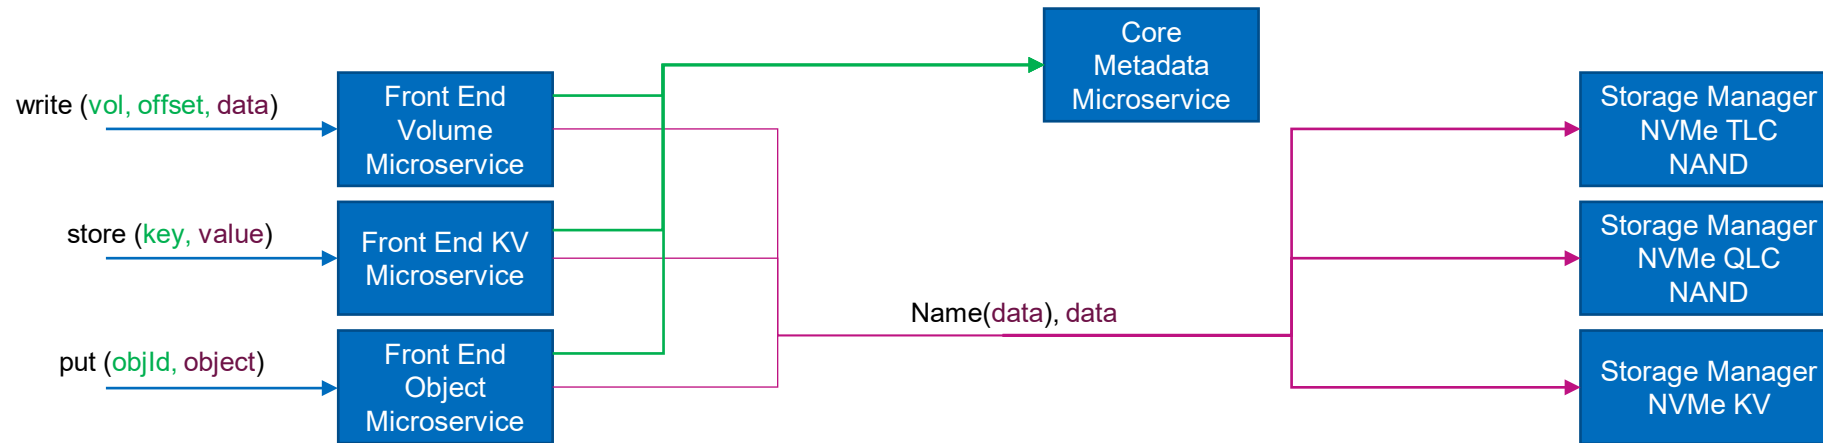 write (vol, offset, data)
Front End
Volume
Microservice
store (key, value)
Front End KV
Microservice
put (objId, object)
Front End
Object
Microservice
Core
Metadata
Microservice
Name(data), data
Storage Manager
NVMe TLC
NAND
Storage Manager
NVMe QLC
NAND
Storage Manager
NVMe KV